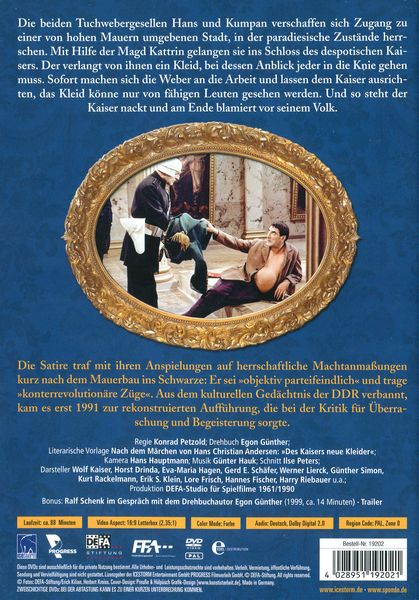 Die beiden Tuchwebergesellen Hans und Kumpan verschaffen sich Zugang zu
einer von hohen Mauern umgebenen Stadt, in der paradiesische Zustände herr-
schen. Mit Hilfe der Magd Kattrin gelangen sie ins Schloss des despotischen Kai-
sers. Der verlangt von ihnen ein Kleid, bei dessen Anblick jeder in die Knie gehen
muss. Sofort machen sich die Weber an die Arbeit und lassen dem Kaiser ausrich-
ten, das Kleid könne nur von fähigen Leuten gesehen werden. Und so steht der
Kaiser nackt und am Ende blamiert vor seinem Volk.
Die Satire traf mit ihren Anspielungen auf herrschaftliche Machtanmaßungen
kurz nach dem Mauerbau ins Schwarze: Er sei »objektiv parteifeindlich« und trage
»konterrevolutionäre Züge«. Aus dem kulturellen Gedächtnis der DDR verbannt,
kam es erst 1991 zur rekonstruierten Aufführung, die bei der Kritik für Überra-
schung und Begeisterung sorgte.
Regie Konrad Petzold; Drehbuch Egon Günther;
Literarische Vorlage Nach dem Märchen von Hans Christian Andersen: »Des Kaisers neue Kleider«;
Kamera Hans Hauptmann; Musik Günter Hauk; Schnitt Ilse Peters;
Darsteller Wolf Kaiser, Horst Drinda, Eva-Maria Hagen, Gerd E. Schäfer, Werner Lierck, Günther Simon,
Kurt Rackelmann, Erik S. Klein, Lore Frisch, Hannes Fischer, Harry Riebauer u.a.;
Produktion DEFA-Studio für Spielfilme 1961/1990
Bonus: Ralf Schenk im Gespräch mit dem Drehbuchautor Egon Günther (1999, ca. 14 Minuten) - Trailer
Laufzeit: ca. 88 Minuten
Video Aspect: 16:9 Letterbox (2,35:1)
Color Mode: Farbe
Audio: Deutsch, Dolby Digital 2.0
Region Code: PAL, Zone 0
PROGRESS
DEFA
STIFTUNG
FFA
DVD
VIDEO
PAL
Bestell-Nr. 19202
4 028951 192021
www.icestorm.de www.spondo.de